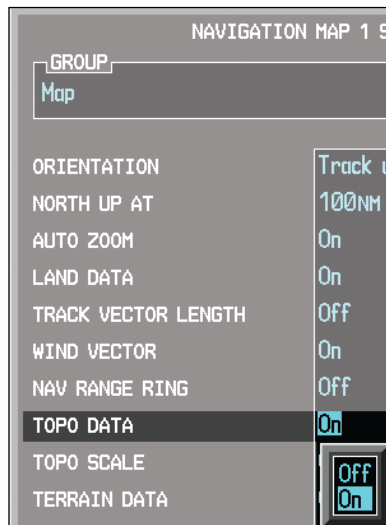 NAVIGATION MAP 1
GROUP
Map
ORIENTATION Track
NORTH UP AT 100NM
AUTO ZOOM On
LAND DATA On
TRACK VECTOR LENGTH Off
WIND VECTOR On
NAV RANGE RING Off
TOPO DATA On
TOPO SCALE Off
TERRAIN DATA On